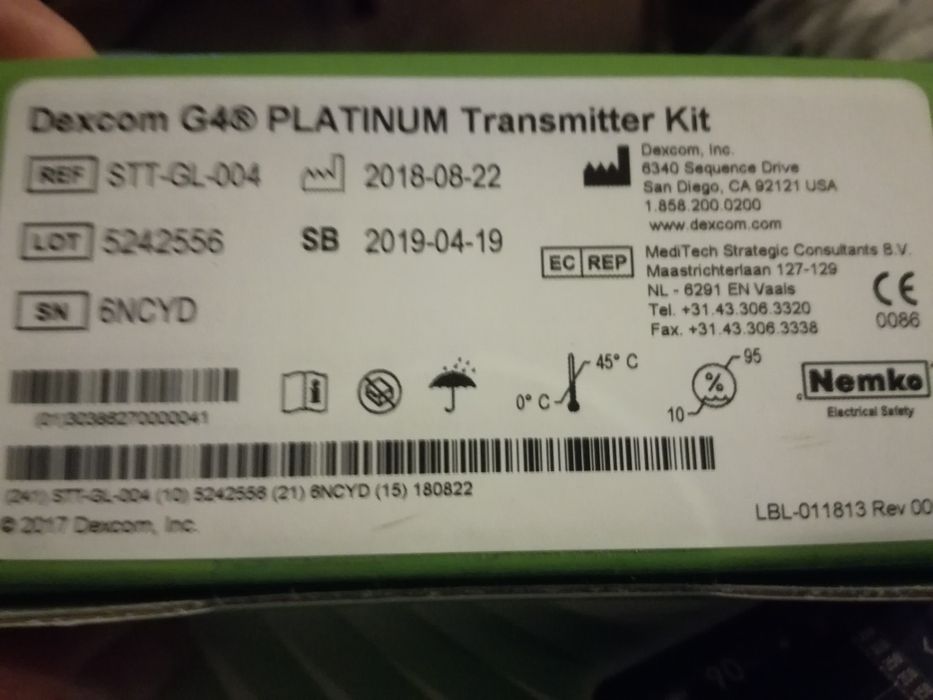 Dexcom G4® PLATINUM Transmitter Kit
REF STT-GL-004
2018-08-22
LOT 5242556
SB 2019-04-19
SN 6NCYD
Dexcom, Inc.
6340 Sequence Drive
San Diego, CA 92121 USA
1.858.200.0200
www.dexcom.com
EC REP
MediTech Strategic Consultants B.V.
Maastrichterlaan 127-129
NL - 6291 EN Vaals
Tel. +31.43.306.3320
Fax. +31.43.306.3338
CE
0086
(01)30386270000041
i
0° C
45° C
%
10
95
Nemko
Electrical Safety
(241) STT-GL-004 (10) 5242556 (21) 6NCYD (15) 180822
© 2017 Dexcom, Inc.
LBL-011813 Rev 00
90